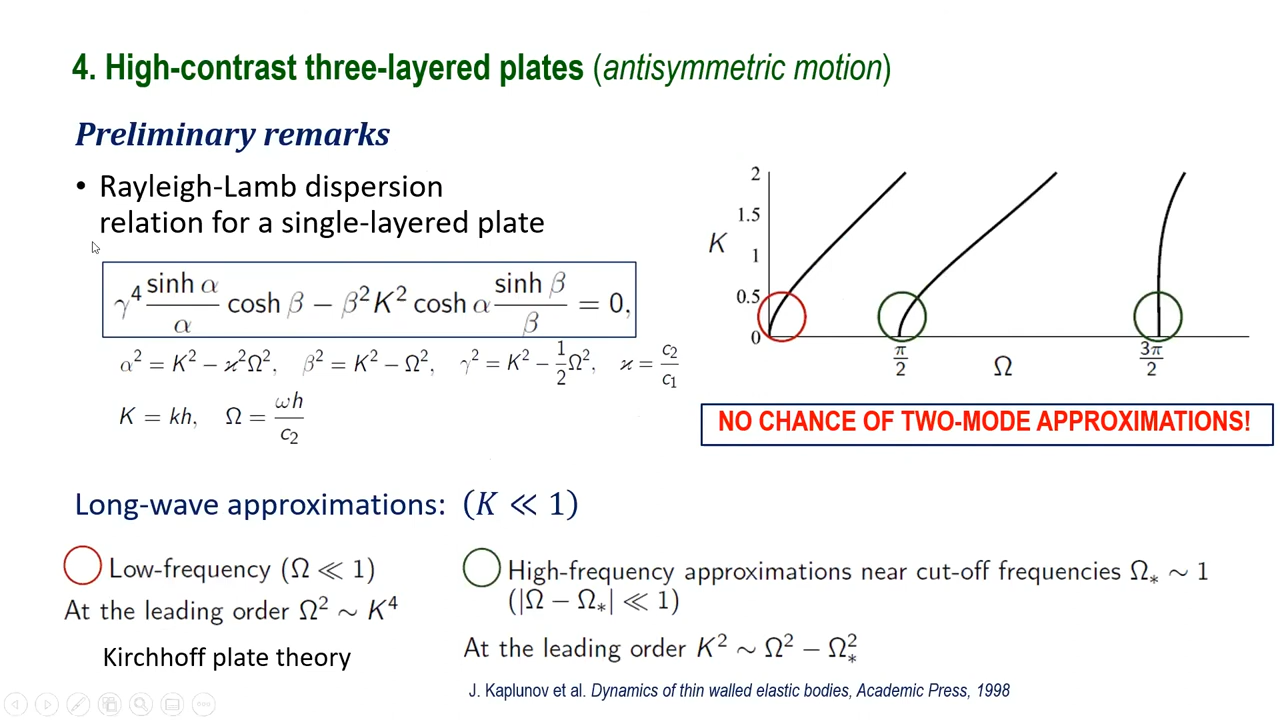 4. High-contrast three-layered plates (antisymmetric motion)
Preliminary remarks
• Rayleigh-Lamb dispersion
relation for a single-layered plate
γ⁴ (sinh α / α) cosh β − β²K² cosh α (sinh β / β) = 0,
α² = K² − ϰ²Ω², β² = K² − Ω², γ² = K² − (1/2)Ω², ϰ = c₂/c₁
K = kh, Ω = ωh/c₂
2
1.5
K
1
0.5
0
π/2
Ω
3π/2
NO CHANCE OF TWO-MODE APPROXIMATIONS!
Long-wave approximations: (K ≪ 1)
Low-frequency (Ω ≪ 1)
At the leading order Ω² ∼ K⁴
Kirchhoff plate theory
High-frequency approximations near cut-off frequencies Ω∗ ∼ 1
(|Ω − Ω∗| ≪ 1)
At the leading order K² ∼ Ω² − Ω∗²
J. Kaplunov et al. Dynamics of thin walled elastic bodies, Academic Press, 1998